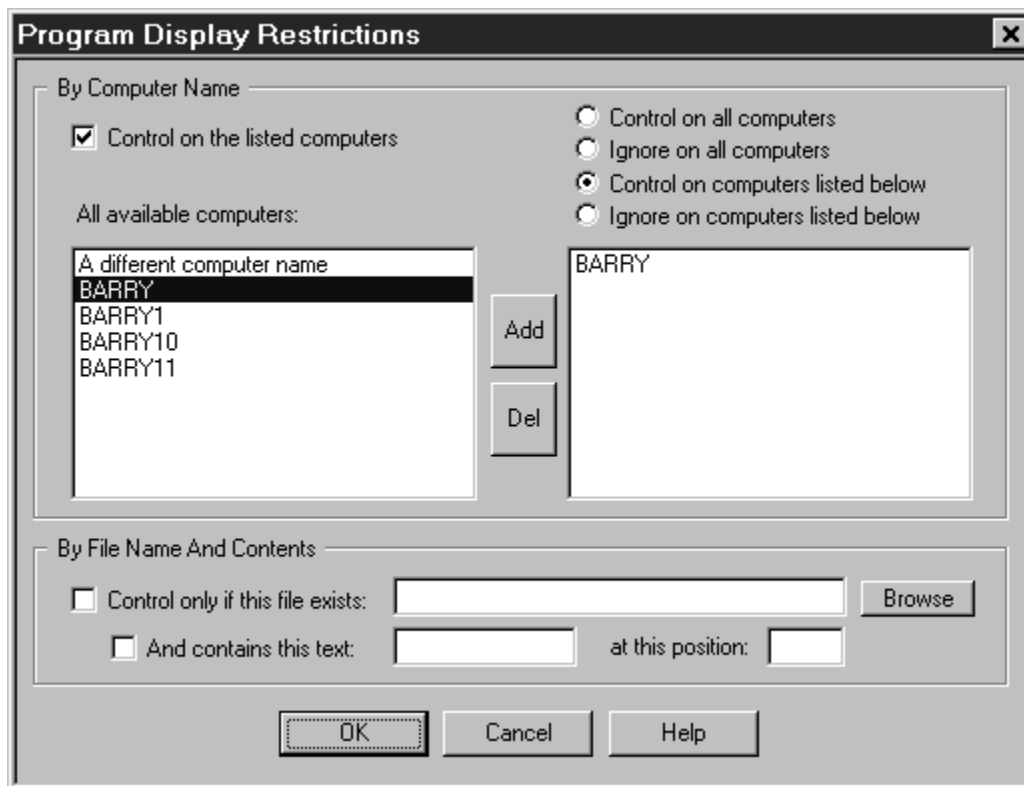 Program Display Restrictions
By Computer Name
Control on the listed computers
Control on all computers
Ignore on all computers
Control on computers listed below
Ignore on computers listed below
All available computers:
A different computer name
BARRY
BARRY1
BARRY10
BARRY11
Add
Del
BARRY
By File Name And Contents
Control only if this file exists:
Browse
And contains this text:
at this position:
OK
Cancel
Help